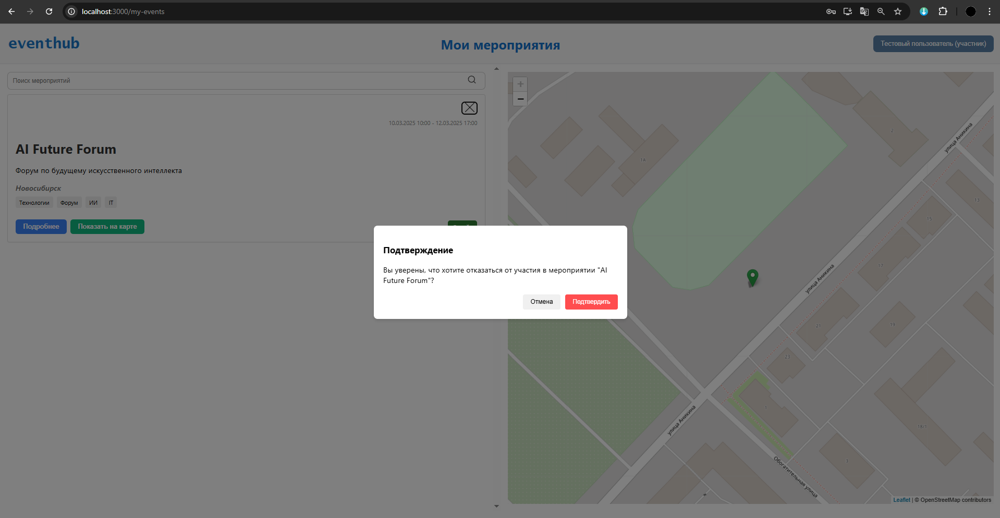 localhost:3000/my-events
eventhub
Мои мероприятия
Тестовый пользователь (участник)
Поиск мероприятий
10.03.2025 10:00 - 12.03.2025 17:00
AI Future Forum
Форум по будущему искусственного интеллекта
Новосибирск
Технологии Форум ИИ IT
Подробнее Показать на карте
Подтверждение
Вы уверены, что хотите отказаться от участия в мероприятии "AI
Future Forum"?
Отмена Подтвердить
+
−
1А
2
улица Аникина
13
15
17
улица Аникина
21
19
23
1
18/1
улица Аникина
3
Обогатительная улица
Leaflet | © OpenStreetMap contributors